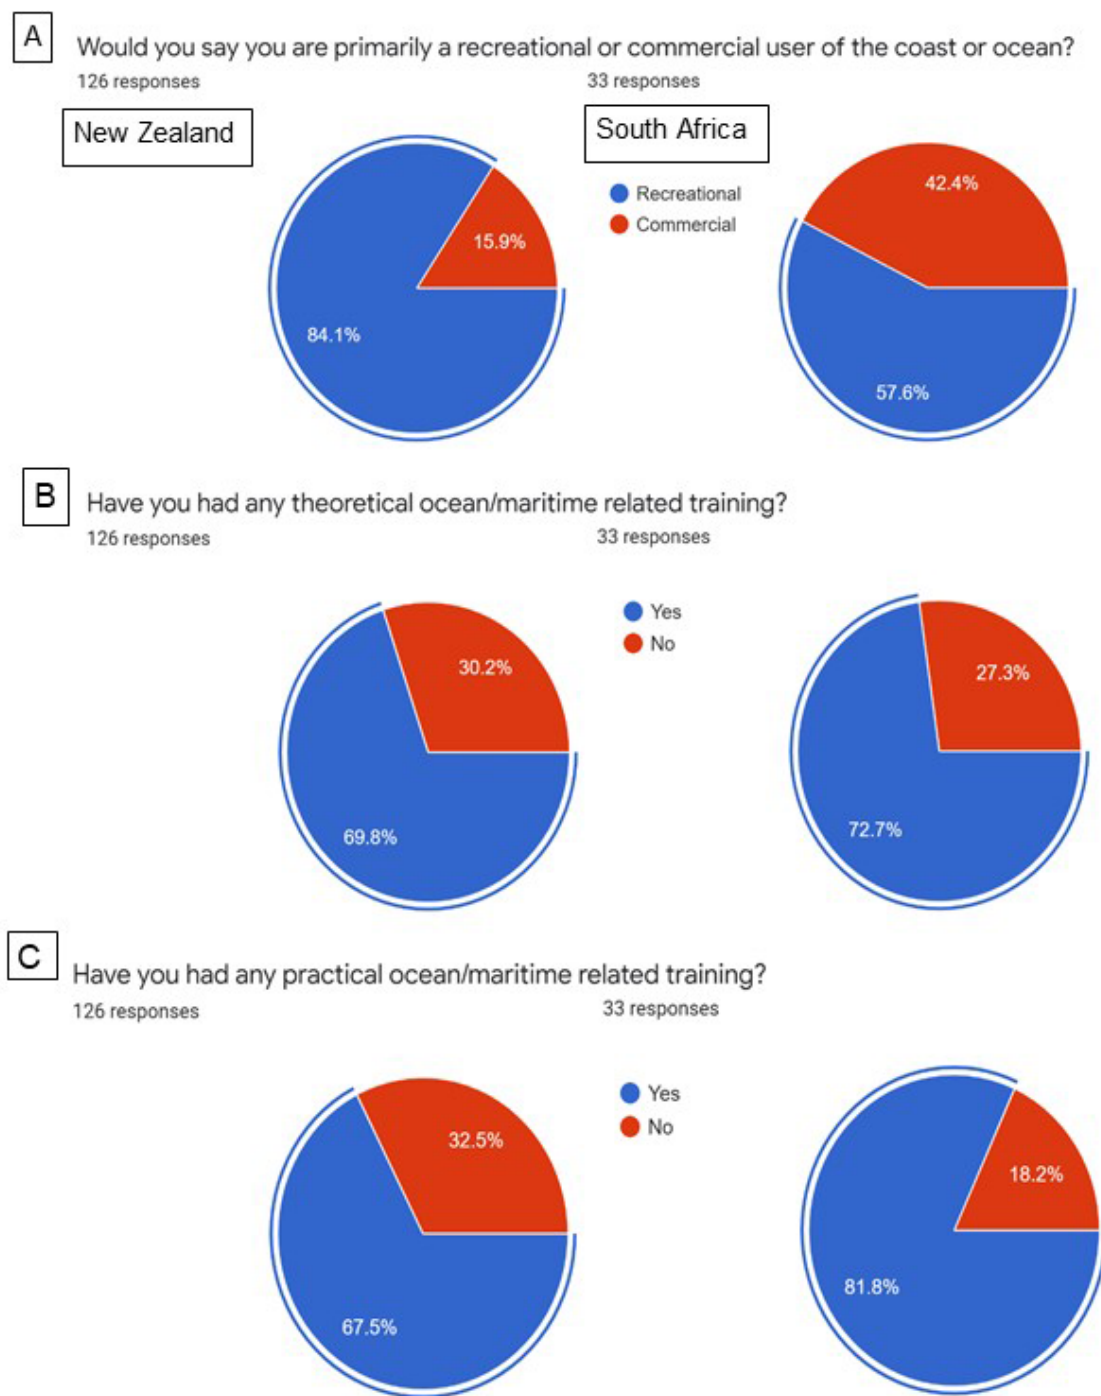 A
Would you say you are primarily a recreational or commercial user of the coast or ocean?
126 responses
33 responses
New Zealand
South Africa
Recreational
Commercial
15.9%
84.1%
42.4%
57.6%
B
Have you had any theoretical ocean/maritime related training?
126 responses
33 responses
Yes
No
30.2%
69.8%
27.3%
72.7%
C
Have you had any practical ocean/maritime related training?
126 responses
33 responses
Yes
No
32.5%
67.5%
18.2%
81.8%